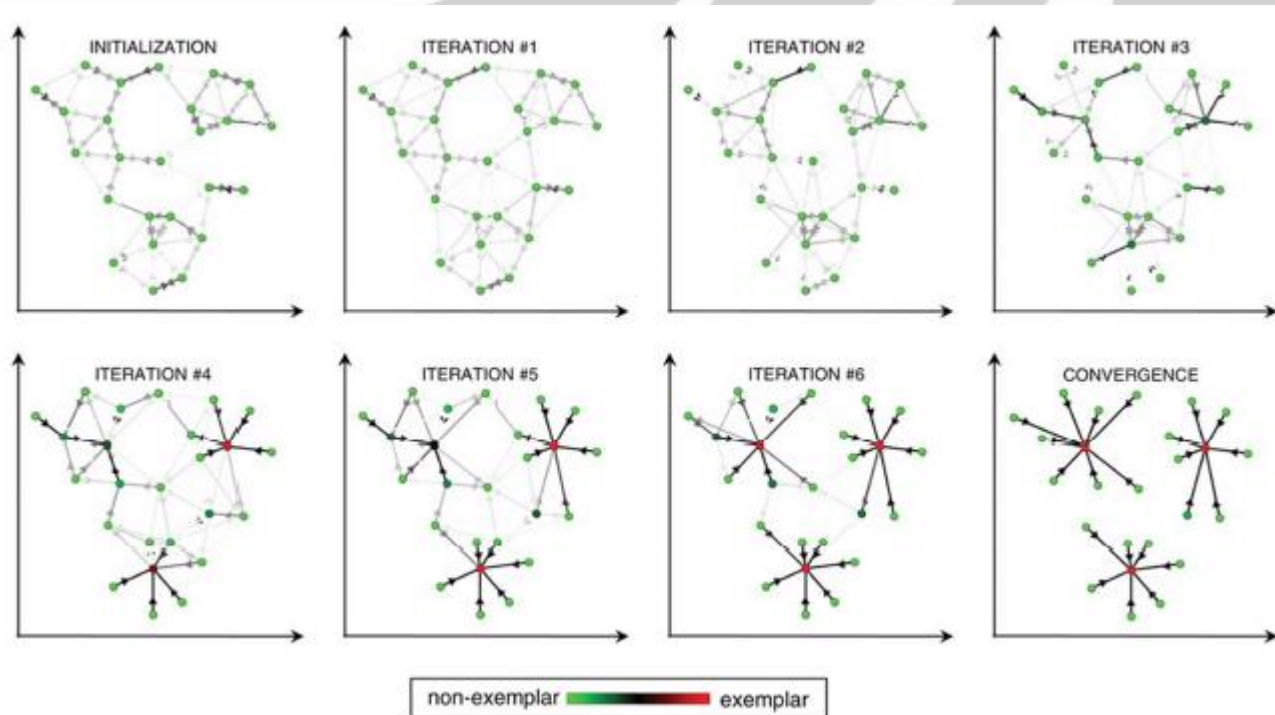 INITIALIZATION
ITERATION #1
ITERATION #2
ITERATION #3
ITERATION #4
ITERATION #5
ITERATION #6
CONVERGENCE
non-exemplar exemplar